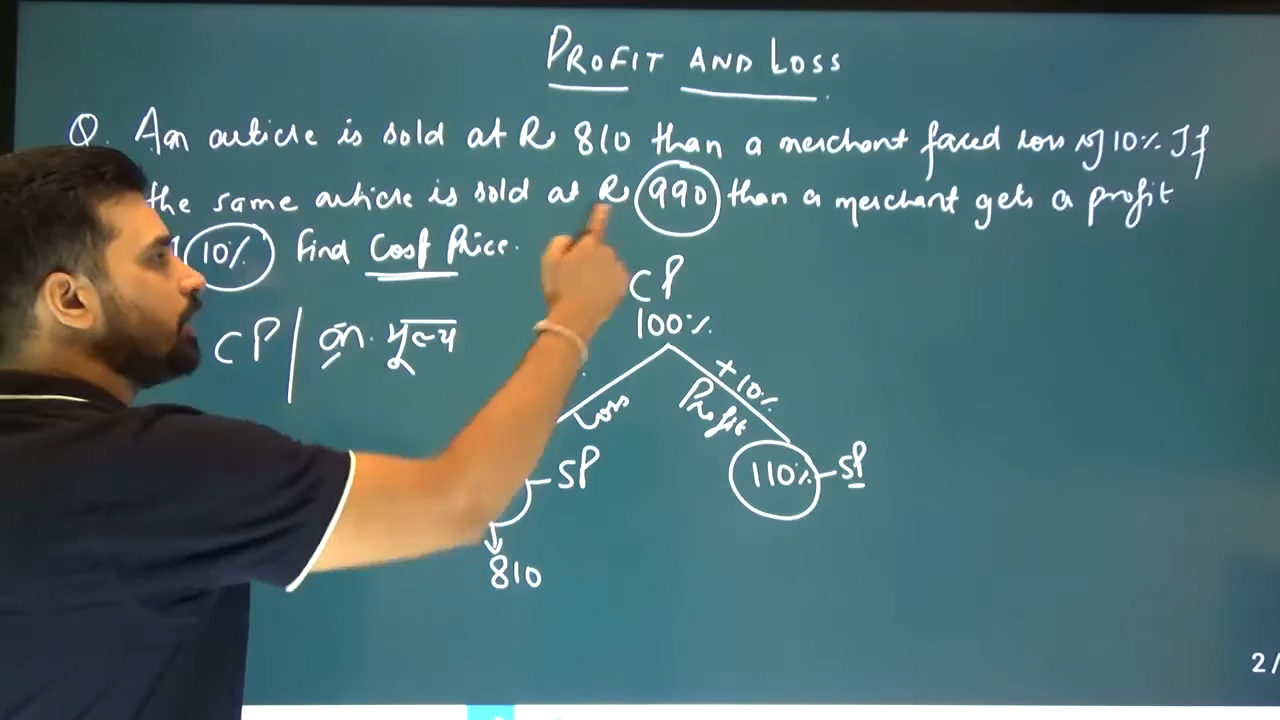 PROFIT AND LOSS
Q. An article is sold at Rs 810 than a merchant faced loss of 10% If
the same article is sold at Rs 990 than a merchant gets a profit
10% Find Cost Price.
CP
100%
CP | क्र. मूल्य
+10%
Loss Profit
SP 110% SP
810
2/